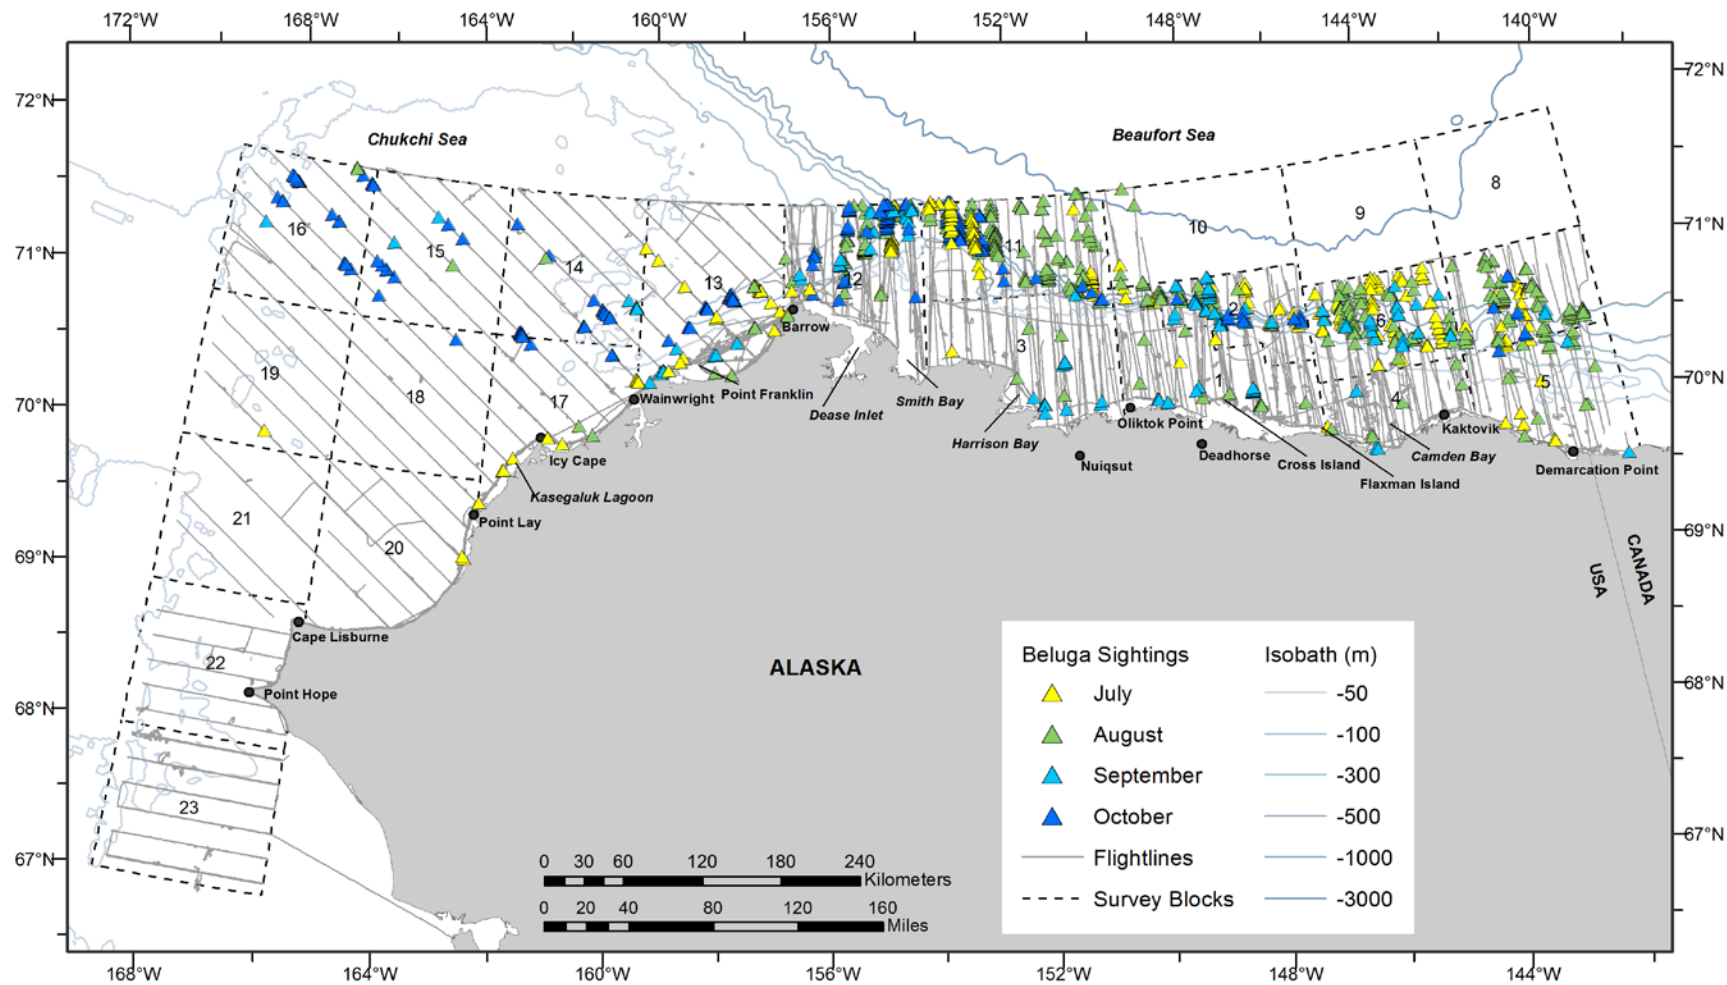 172°W 168°W 164°W 160°W 156°W 152°W 148°W 144°W 140°W
72°N 72°N
Chukchi Sea
Beaufort Sea
8
9
10
16
15
14
13
12
11
71°N 71°N
2
6
7
3
19
18
17
Barrow
Point Franklin
Wainwright
Dease Inlet
Smith Bay
Harrison Bay
1
4
5
70°N 70°N
Oliktok Point
Kaktovik
Icy Cape
Nuiqsut
Deadhorse
Cross Island
Camden Bay
Flaxman Island
Demarcation Point
Kasegaluk Lagoon
Point Lay
21
20
69°N 69°N
USA
CANADA
Cape Lisburne
22
Point Hope
ALASKA
68°N 68°N
23
67°N 67°N
Beluga Sightings
July
August
September
October
Flightlines
Survey Blocks
Isobath (m)
-50
-100
-300
-500
-1000
-3000
0 30 60 120 180 240
Kilometers
0 20 40 80 120 160
Miles
168°W 164°W 160°W 156°W 152°W 148°W 144°W